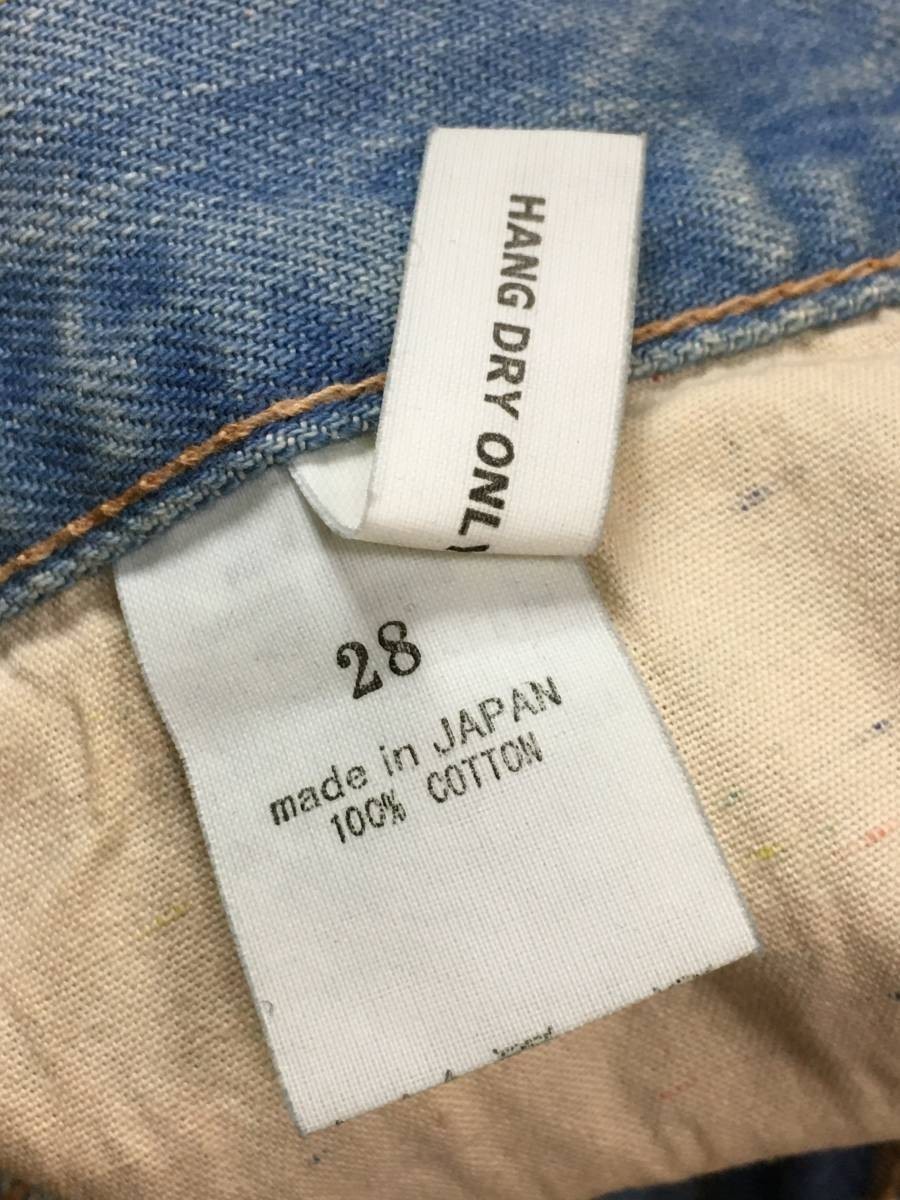 HANG DRY ONLY
28
made in JAPAN
100% COTTON